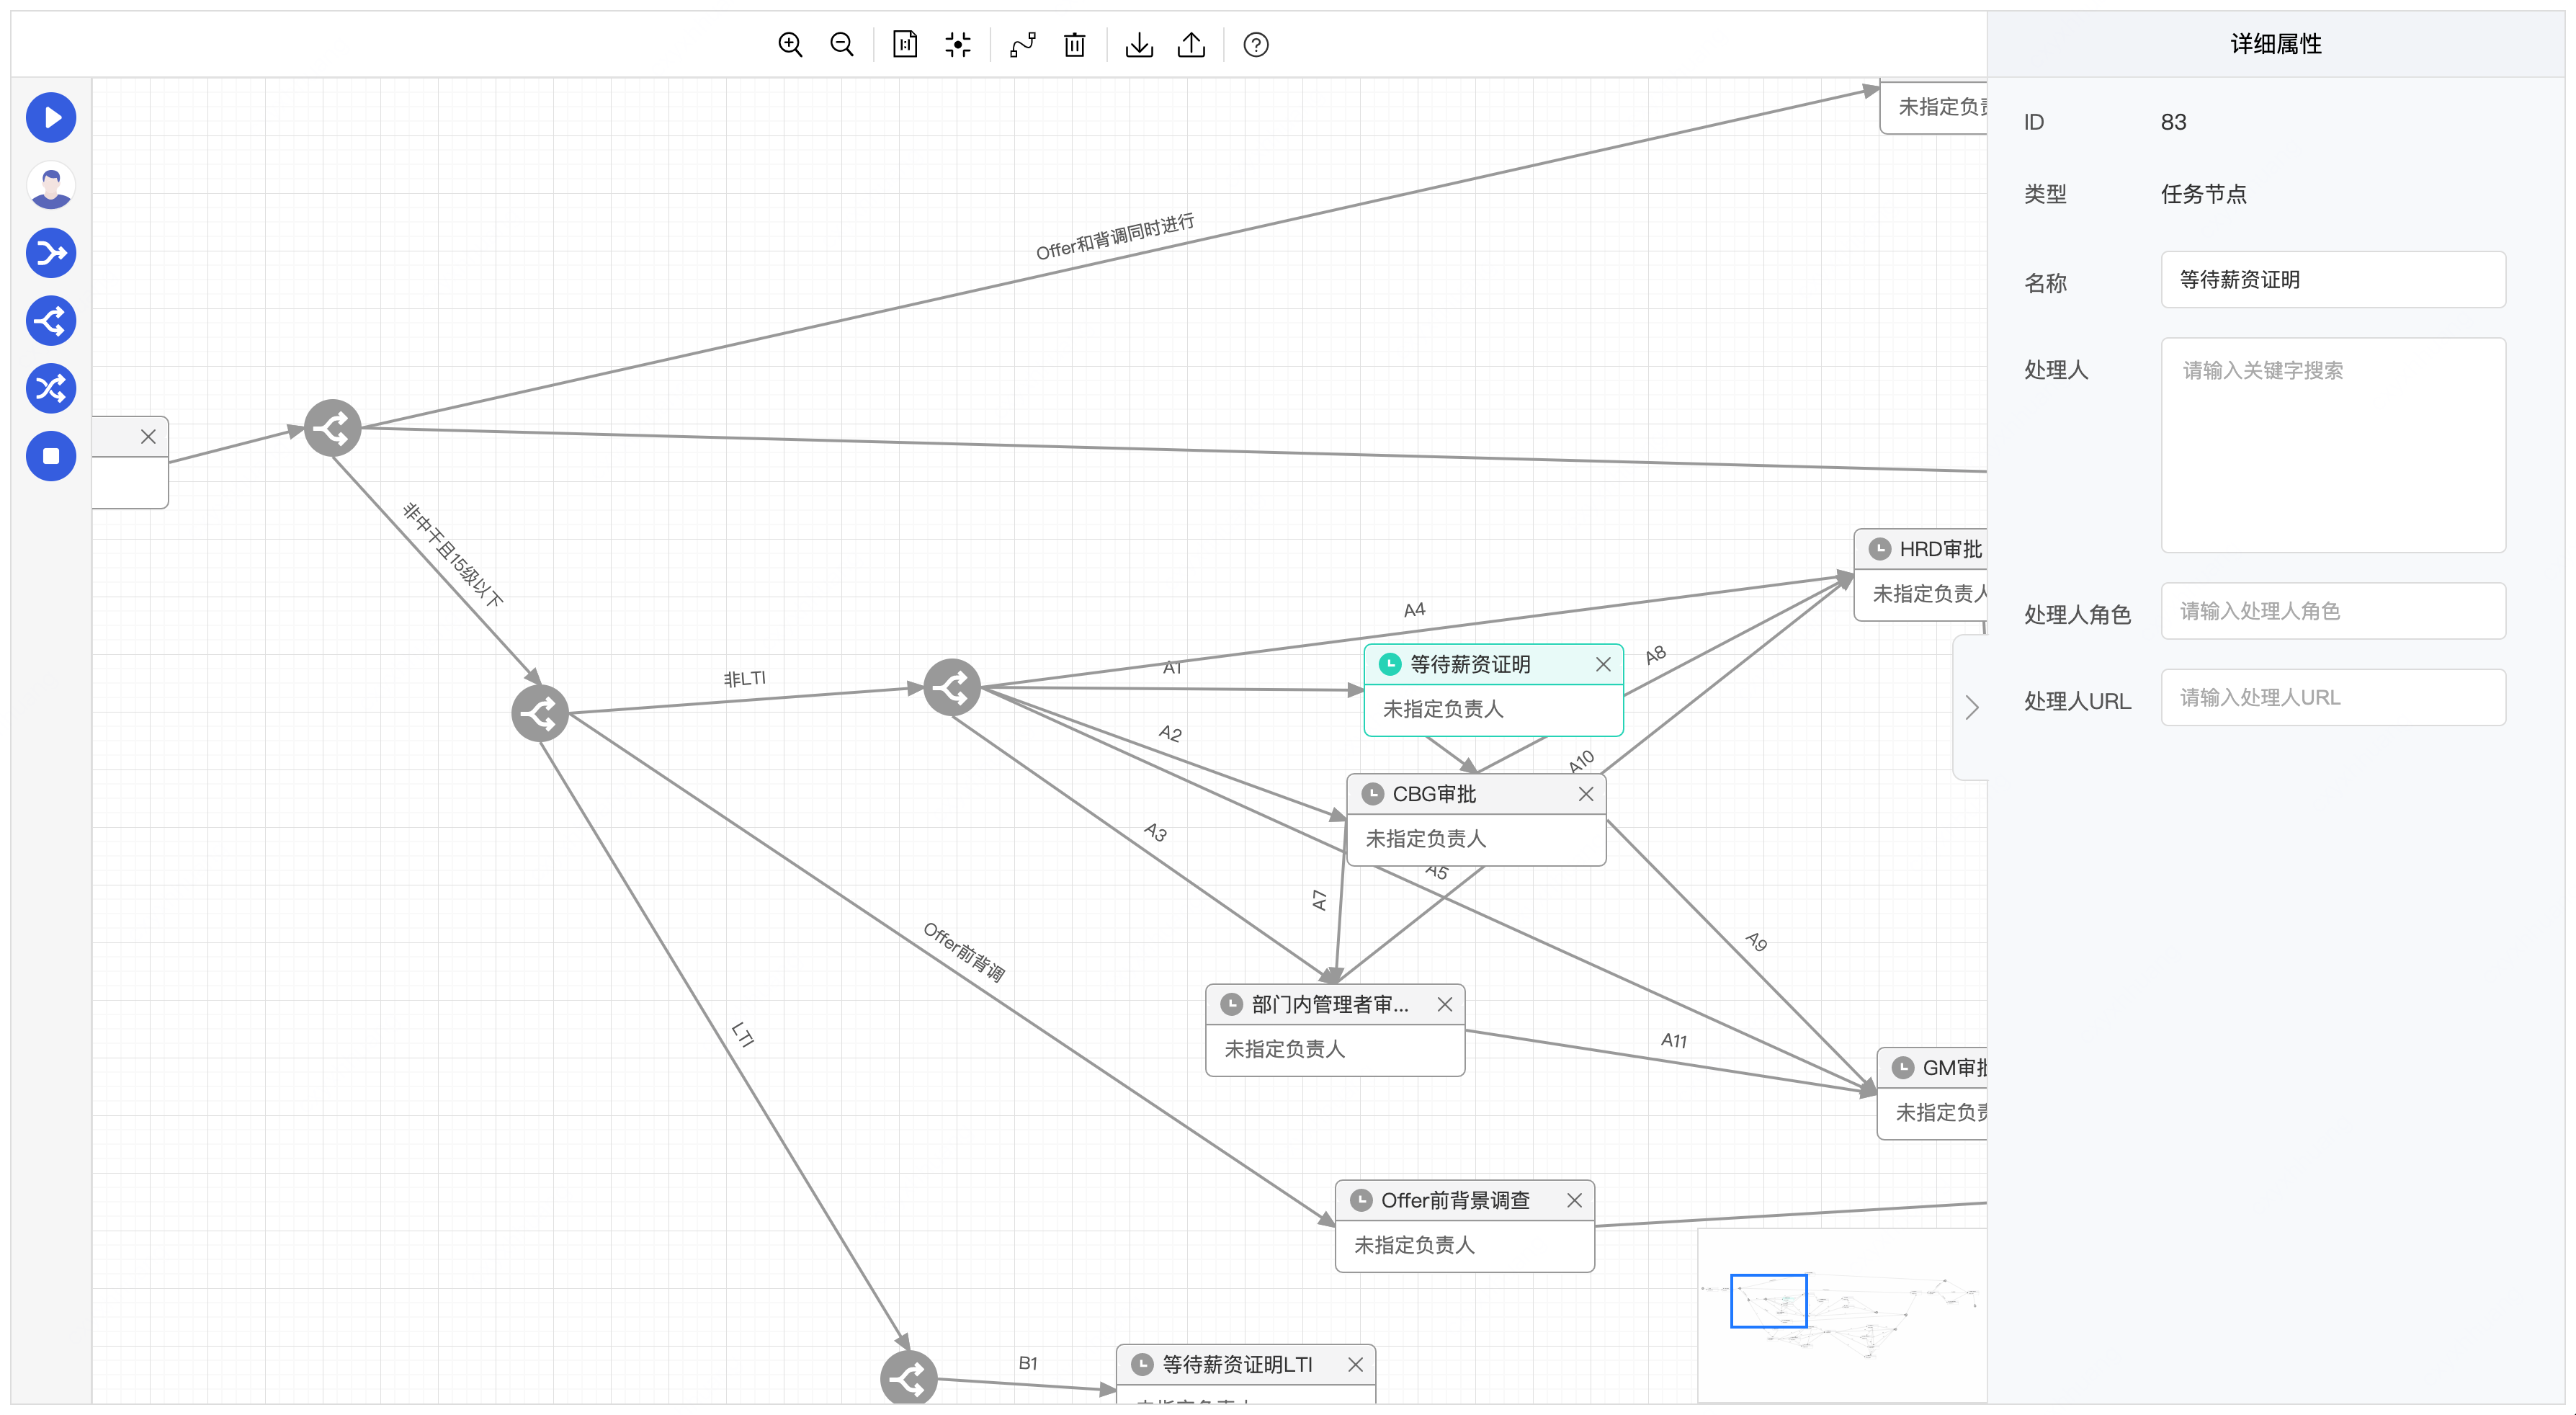 详细属性
ID 83
类型 任务节点
名称 等待薪资证明
处理人 请输入关键字搜索
处理人角色 请输入处理人角色
处理人URL 请输入处理人URL
未指定负责
Offer和背调同时进行
非中干且15级以下
HRD审批
未指定负责人
A4
A1
等待薪资证明
未指定负责人
A8
非LTI
A2
A10
CBG审批
未指定负责人
A3
A5
A7
A9
Offer前背调
部门内管理者审...
未指定负责人
LTI
A11
GM审批
未指定负责
Offer前背景调查
未指定负责人
B1
等待薪资证明LTI